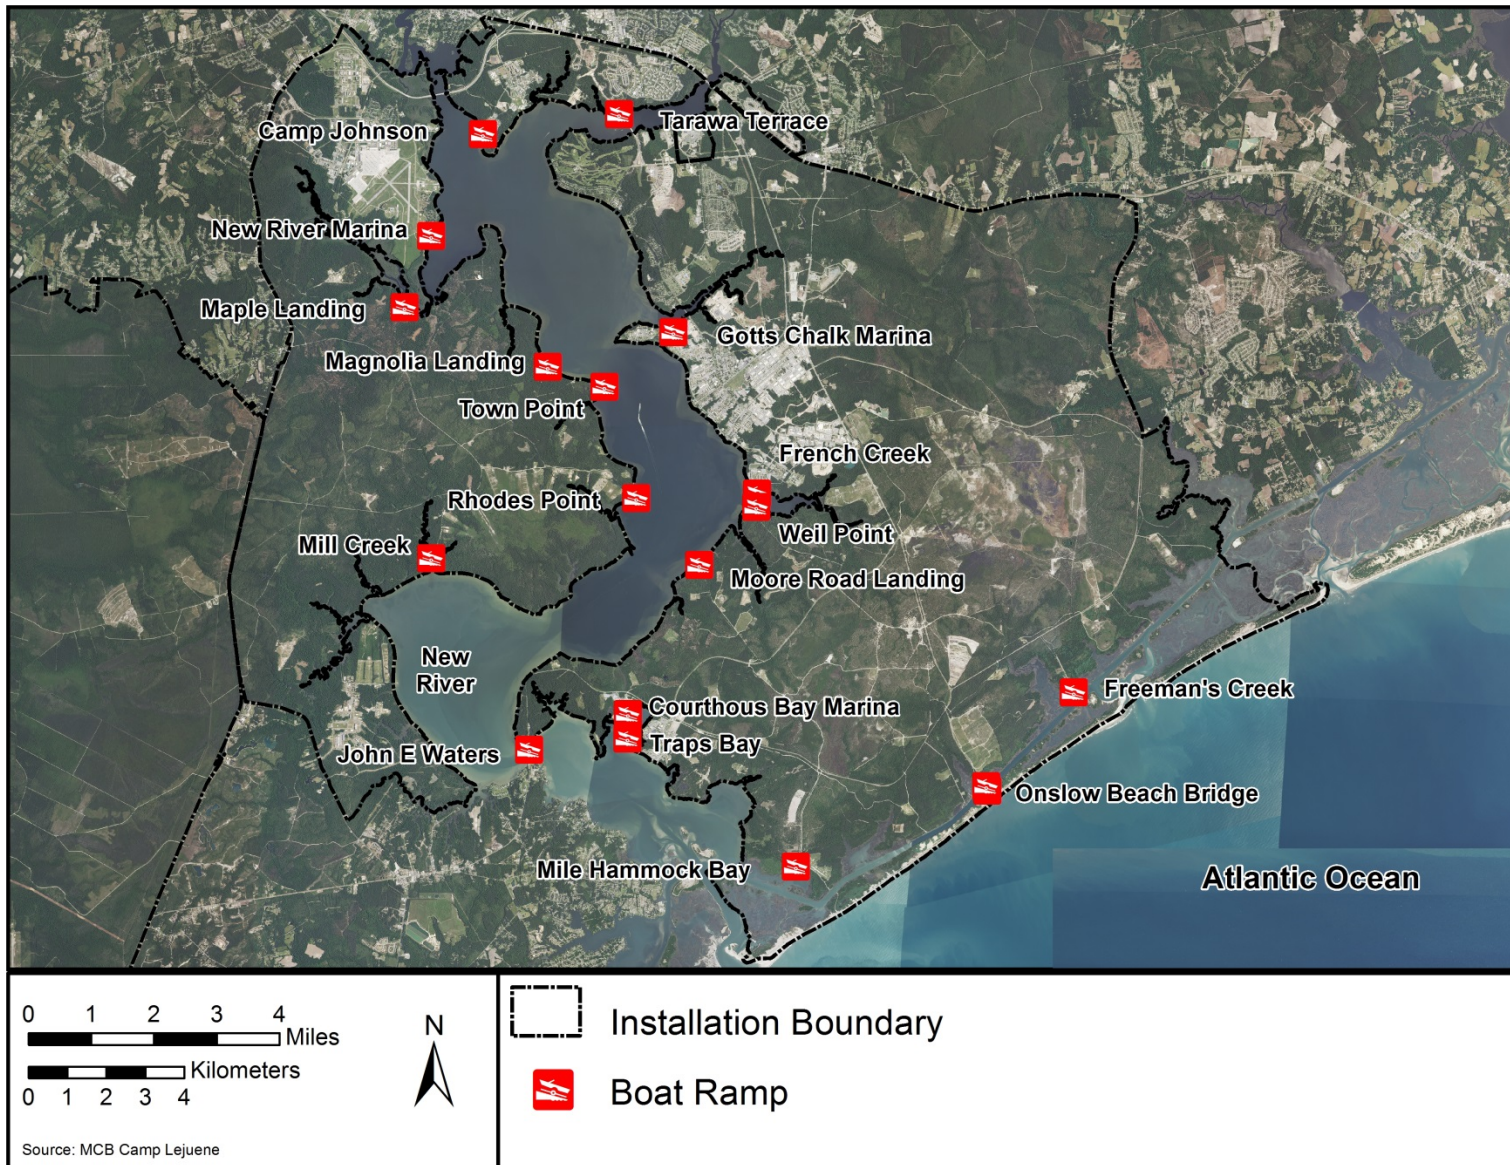 Camp Johnson
Tarawa Terrace
New River Marina
Maple Landing
Gotts Chalk Marina
Magnolia Landing
Town Point
French Creek
Rhodes Point
Weil Point
Mill Creek
Moore Road Landing
New
River
Freeman's Creek
Courthous Bay Marina
Traps Bay
John E Waters
Onslow Beach Bridge
Mile Hammock Bay
Atlantic Ocean
0 1 2 3 4
Miles
Kilometers
0 1 2 3 4
N
Source: MCB Camp Lejuene
Installation Boundary
Boat Ramp